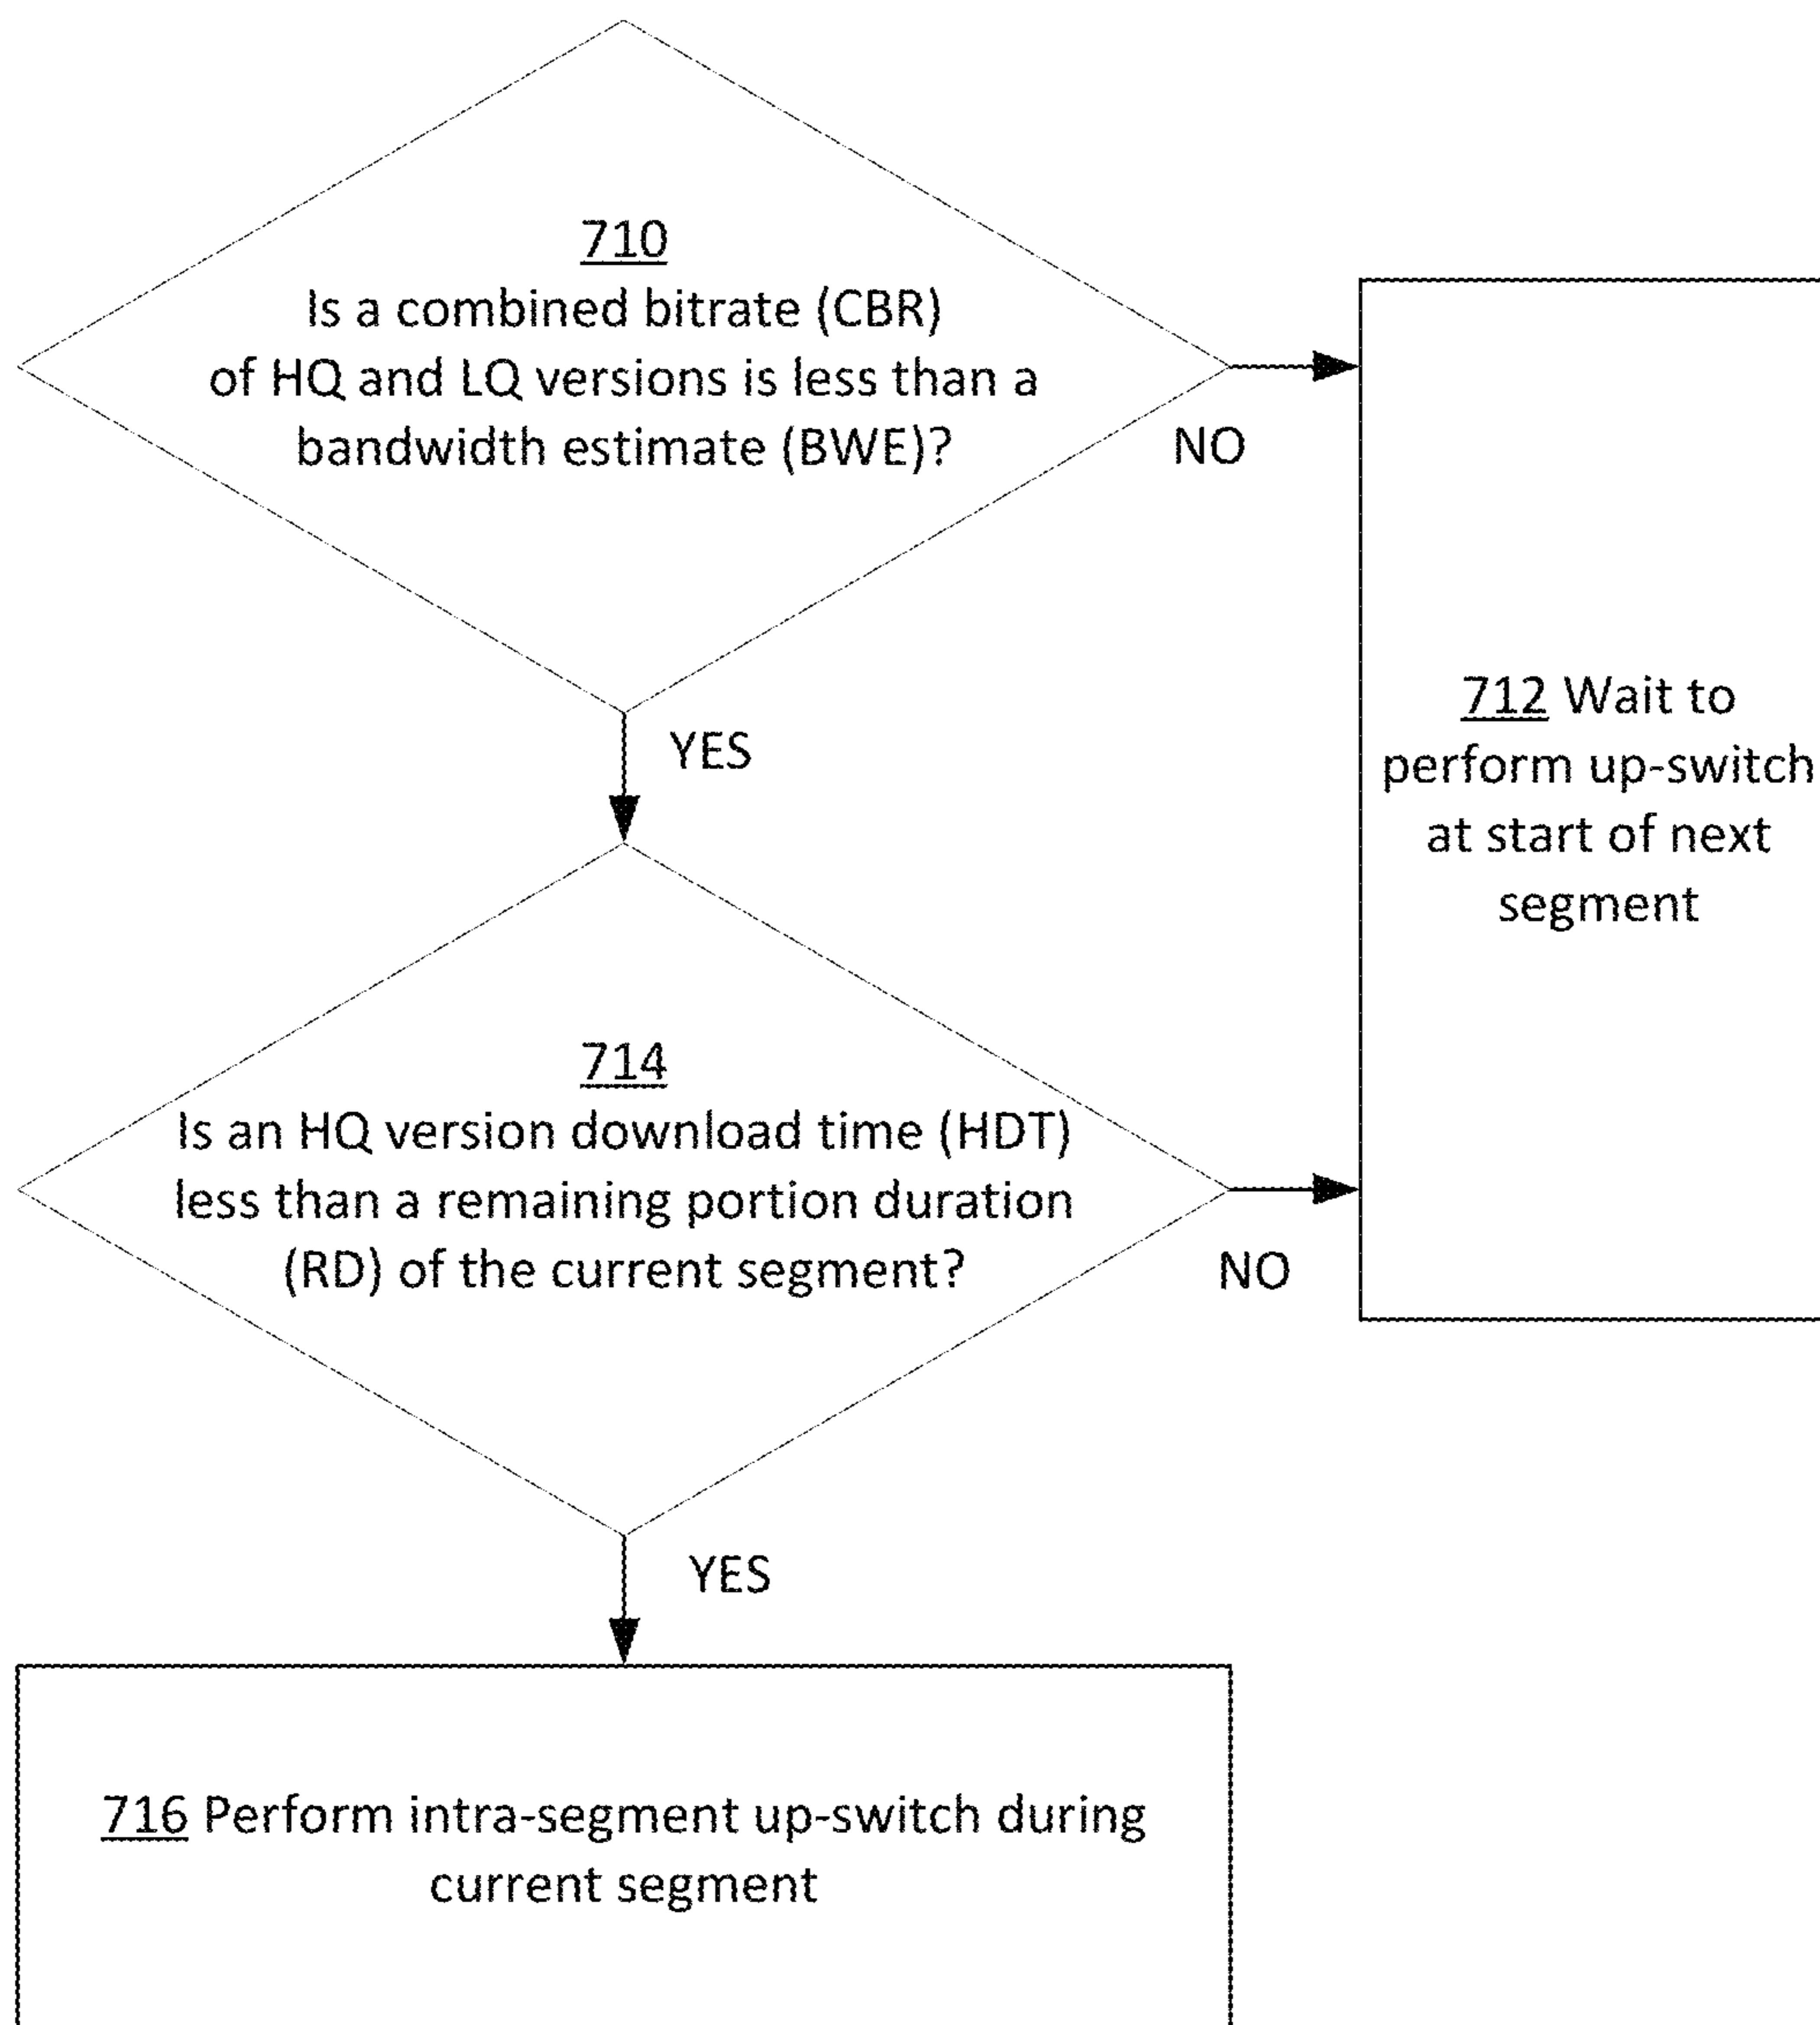 710
Is a combined bitrate (CBR)
of HQ and LQ versions is less than a
bandwidth estimate (BWE)?
NO
YES
712 Wait to
perform up-switch
at start of next
segment
714
Is an HQ version download time (HDT)
less than a remaining portion duration
(RD) of the current segment?
NO
YES
716 Perform intra-segment up-switch during
current segment